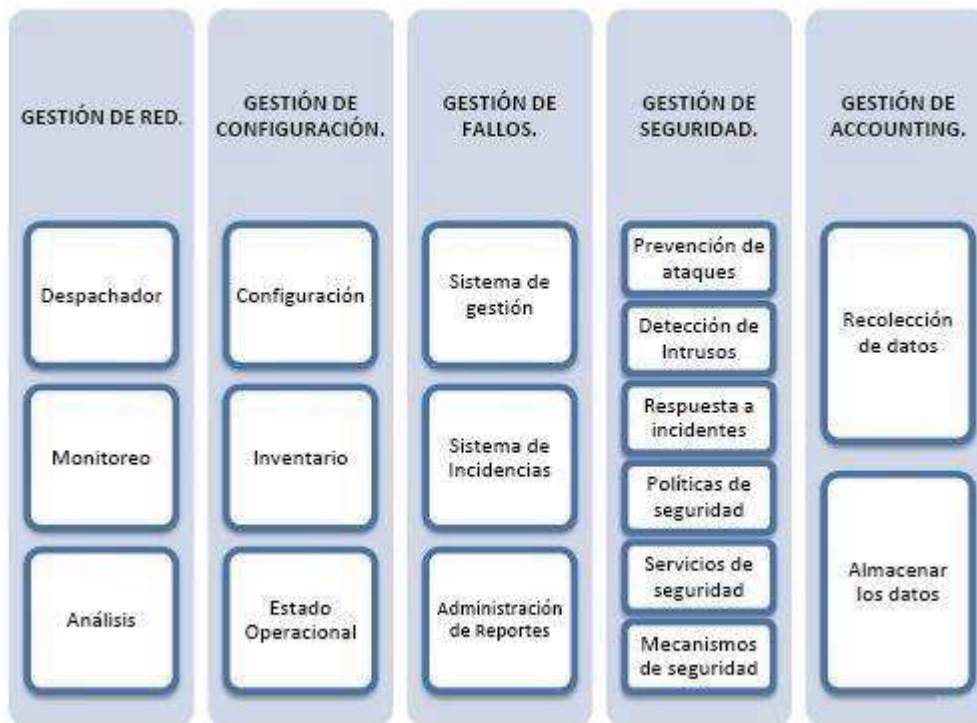 GESTIÓN DE RED.
Despachador
Monitoreo
Análisis
GESTIÓN DE
CONFIGURACIÓN.
Configuración
Inventario
Estado
Operacional
GESTIÓN DE
FALLOS.
Sistema de
gestión
Sistema de
Incidencias
Administración
de Reportes
GESTIÓN DE
SEGURIDAD.
Prevención de
ataques
Detección de
Intrusos
Respuesta a
incidentes
Políticas de
seguridad
Servicios de
seguridad
Mecanismos
de seguridad
GESTIÓN DE
ACCOUNTING.
Recolección
de datos
Almacenar
los datos